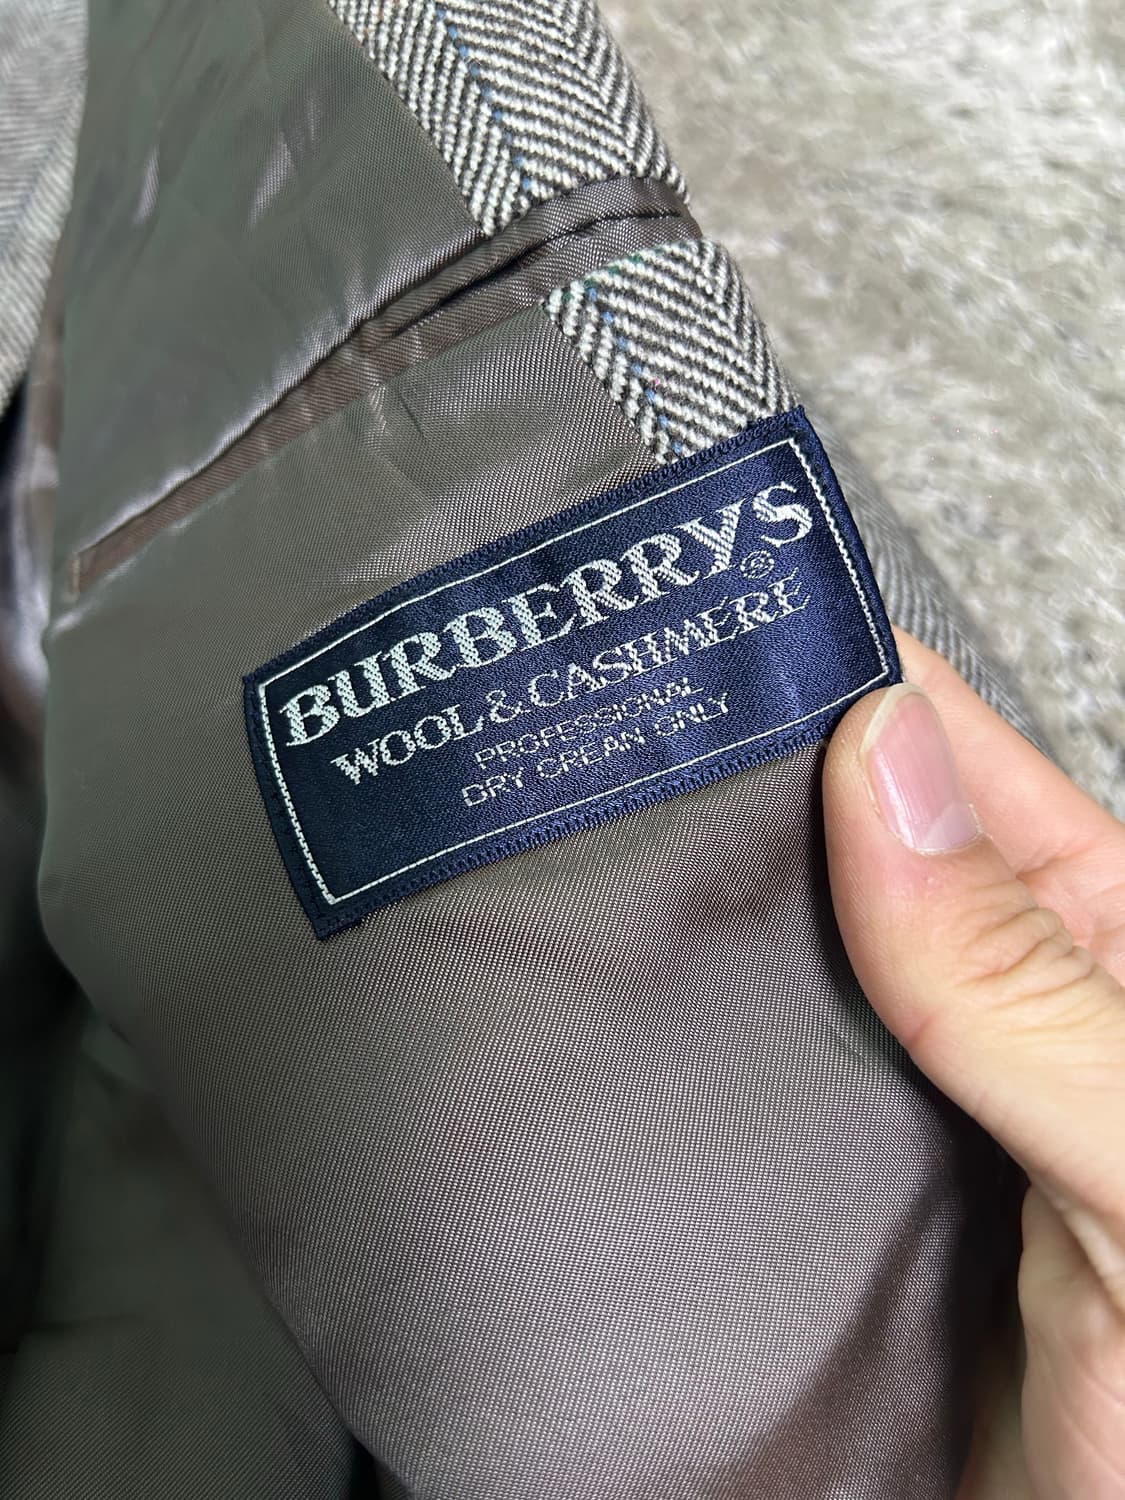 BURBERRYS®
WOOL & CASHMERE
PROFESSIONAL
DRY CREAN ONLY